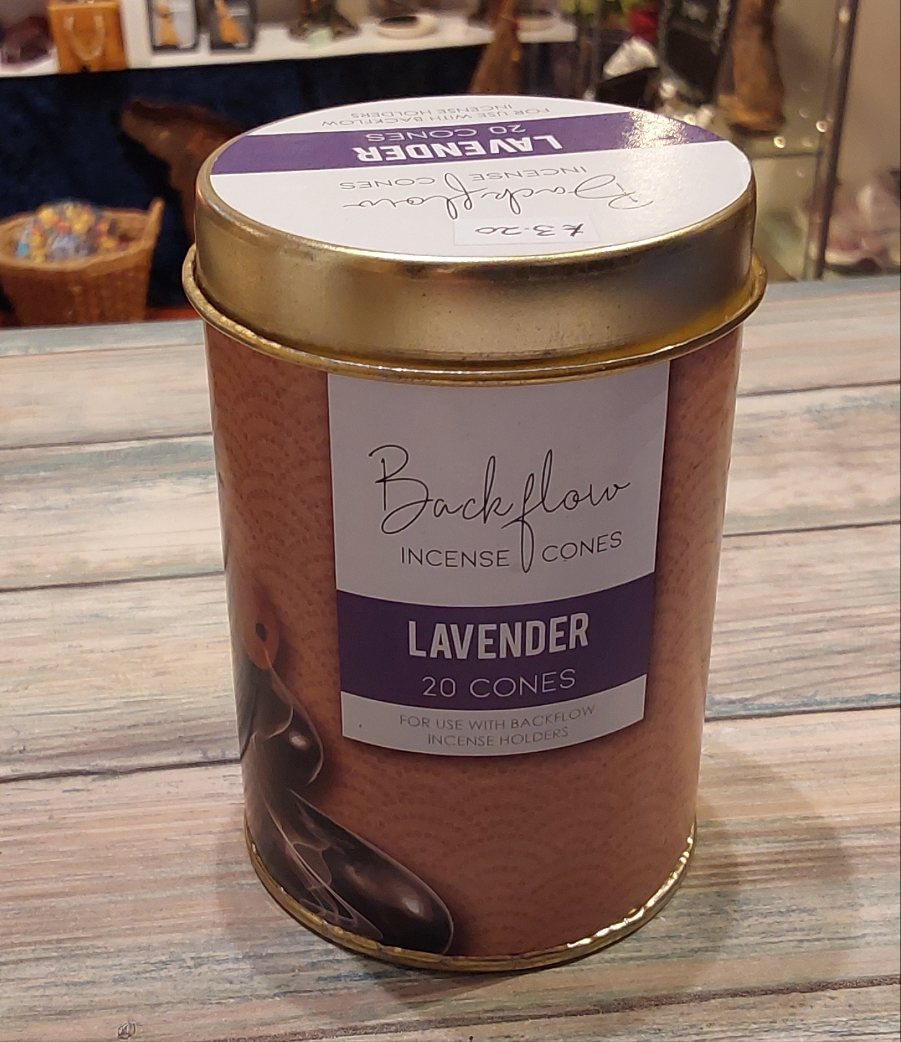 FOR USE WITH BACKFLOW
INCENSE HOLDERS
20 CONES
LAVENDER
INCENSE CONES
Backflow
£3.20
Backflow
INCENSE CONES
LAVENDER
20 CONES
FOR USE WITH BACKFLOW
INCENSE HOLDERS